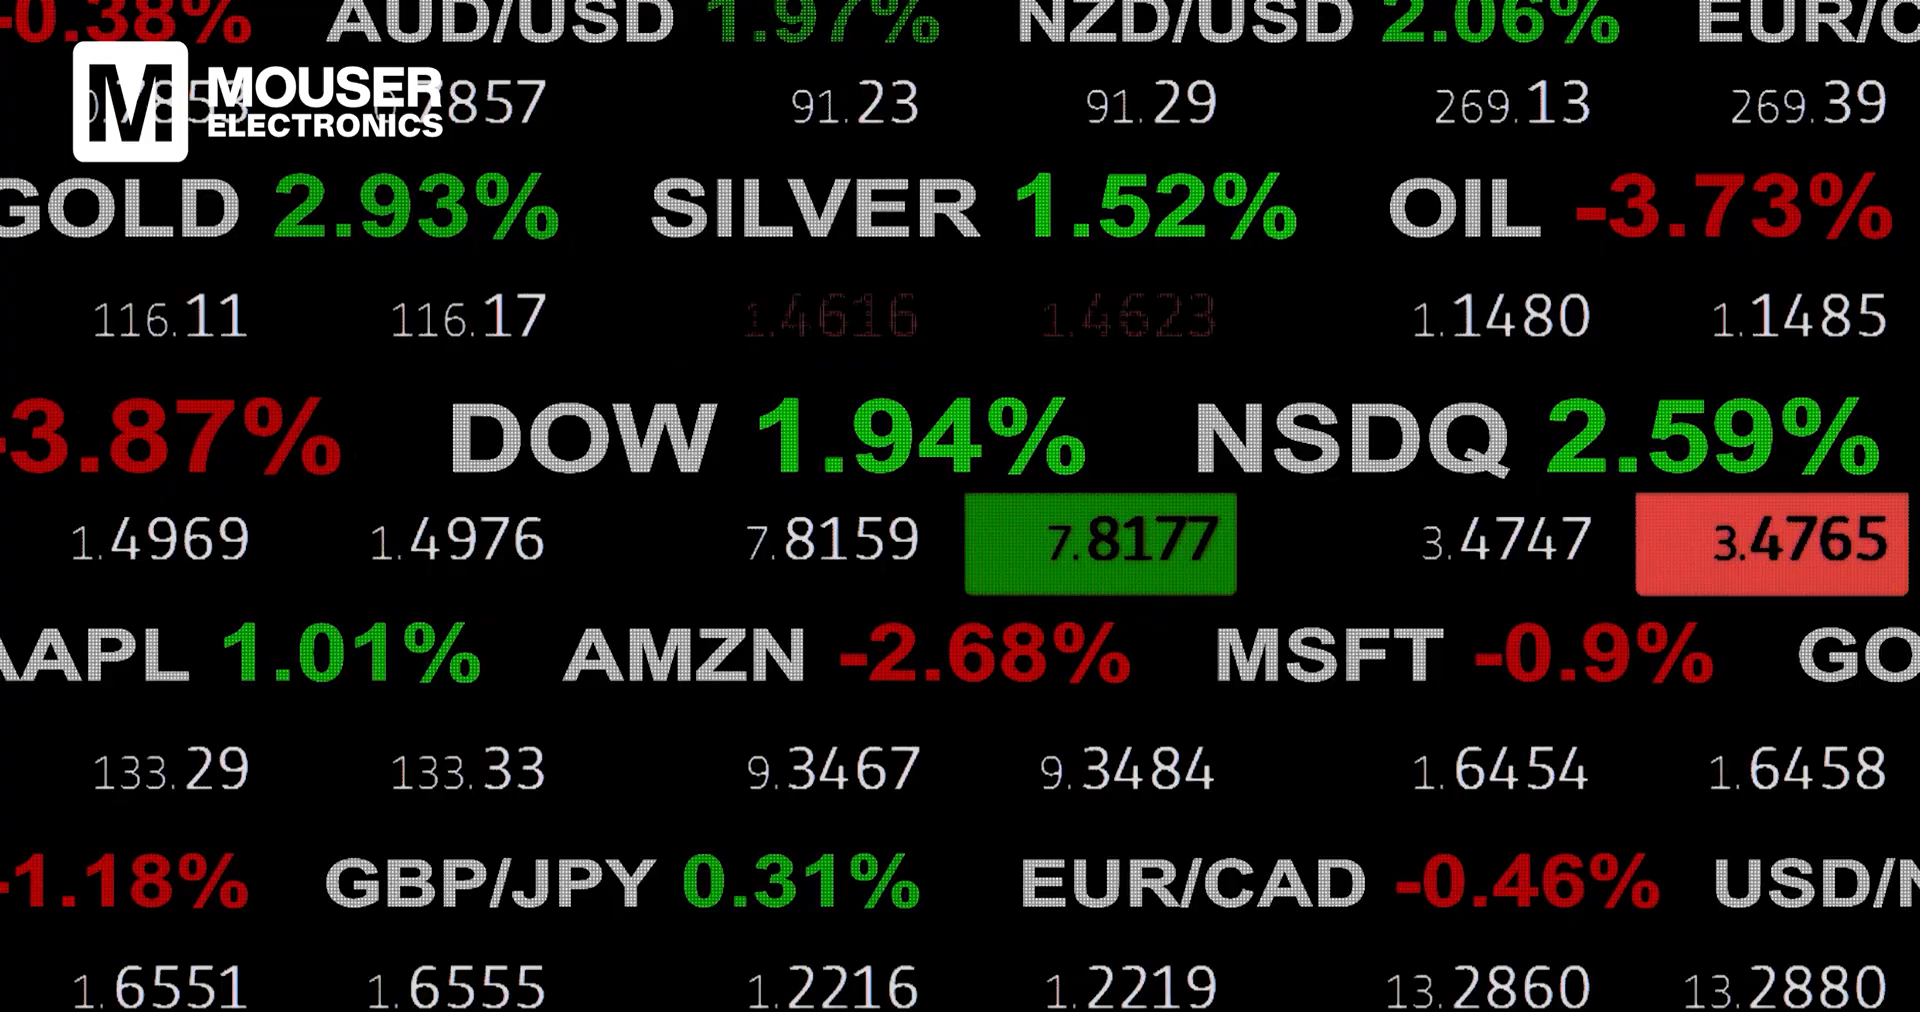 -0.38% AUD/USD 1.97% NZD/USD 2.06% EUR/C
MOUSER
ELECTRONICS
0.7853 0.7857 91.23 91.29 269.13 269.39
GOLD 2.93% SILVER 1.52% OIL -3.73%
116.11 116.17 1.4616 1.4623 1.1480 1.1485
-3.87% DOW 1.94% NSDQ 2.59%
1.4969 1.4976 7.8159 7.8177 3.4747 3.4765
AAPL 1.01% AMZN -2.68% MSFT -0.9% GO
133.29 133.33 9.3467 9.3484 1.6454 1.6458
-1.18% GBP/JPY 0.31% EUR/CAD -0.46% USD/N
1.6551 1.6555 1.2216 1.2219 13.2860 13.2880